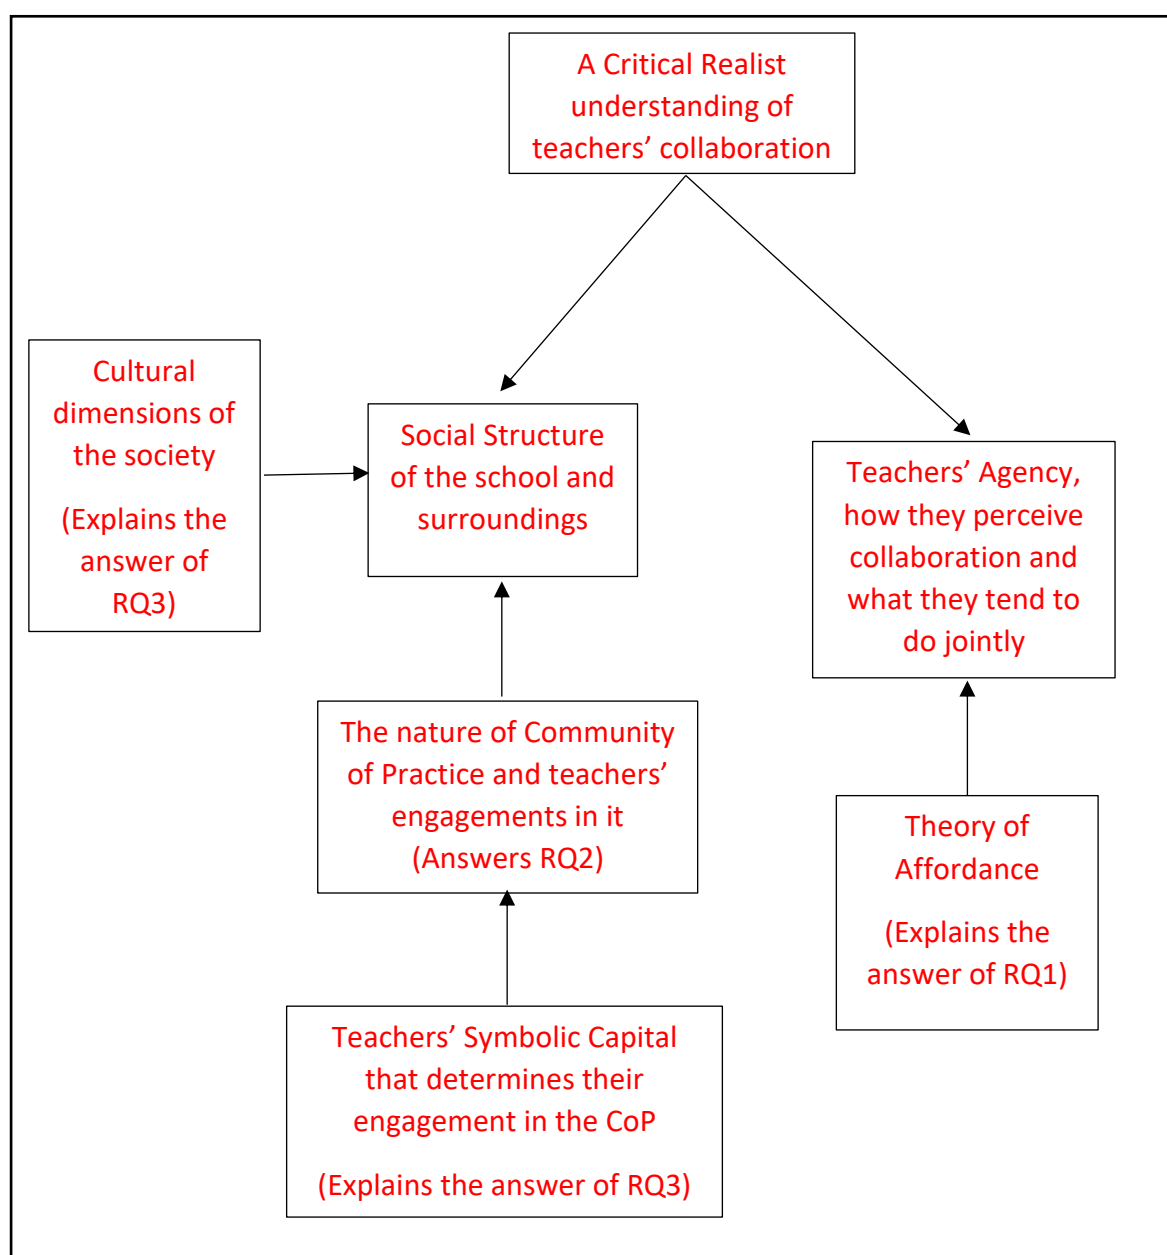 A Critical Realist
understanding of
teachers’ collaboration
Cultural
dimensions of
the society
(Explains the
answer of
RQ3)
Social Structure
of the school and
surroundings
Teachers’ Agency,
how they perceive
collaboration and
what they tend to
do jointly
The nature of Community
of Practice and teachers’
engagements in it
(Answers RQ2)
Theory of
Affordance
(Explains the
answer of RQ1)
Teachers’ Symbolic Capital
that determines their
engagement in the CoP
(Explains the answer of RQ3)